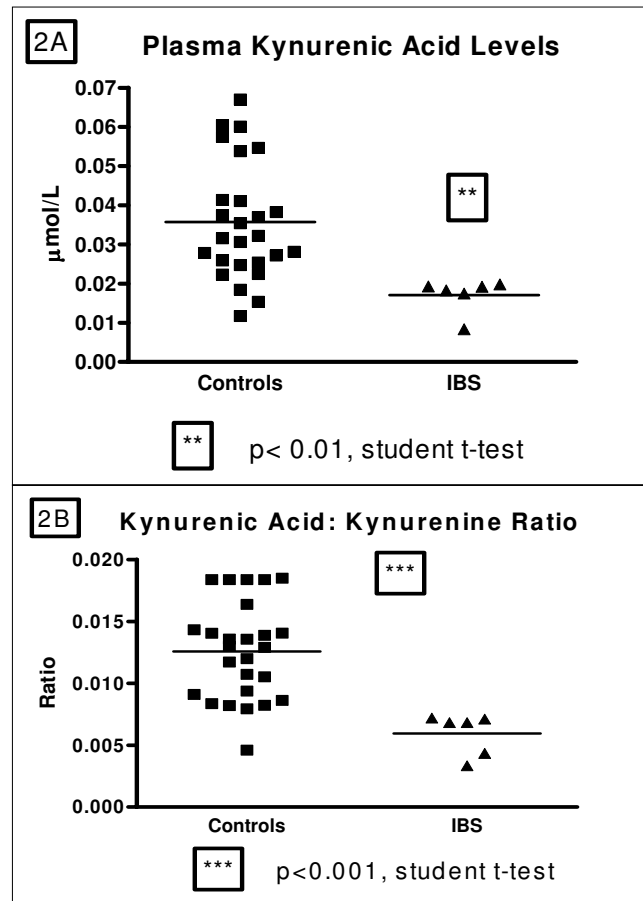 2A
Plasma Kynurenic Acid Levels
0.07
0.06
0.05
0.04
0.03
0.02
0.01
0.00
μmol/L
**
Controls IBS
** p< 0.01, student t-test
2B
Kynurenic Acid: Kynurenine Ratio
0.020
0.015
0.010
0.005
0.000
Ratio
***
Controls IBS
*** p<0.001, student t-test